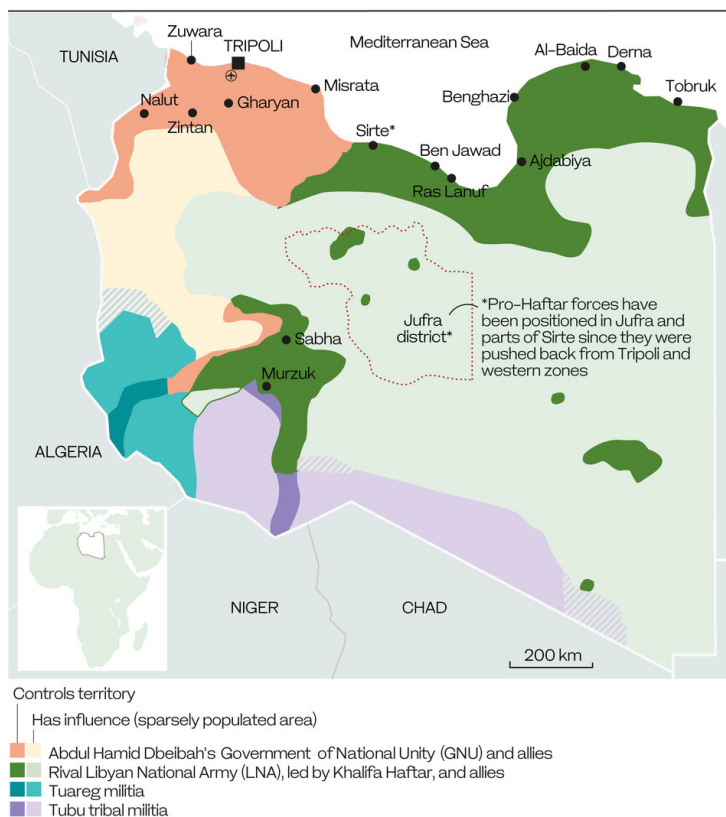 TUNISIA
Zuwara
TRIPOLI
Mediterranean Sea
Al-Baida
Derna
Misrata
Benghazi
Tobruk
Nalut
Gharyan
Zintan
Sirte*
Ben Jawad
Ajdabiya
Ras Lanuf
Jufra
district*
*Pro-Haftar forces have
been positioned in Jufra and
parts of Sirte since they were
pushed back from Tripoli and
western zones
Sabha
Murzuk
ALGERIA
NIGER
CHAD
200 km
Controls territory
Has influence (sparsely populated area)
Abdul Hamid Dbeibah's Government of National Unity (GNU) and allies
Rival Libyan National Army (LNA), led by Khalifa Haftar, and allies
Tuareg militia
Tubu tribal militia